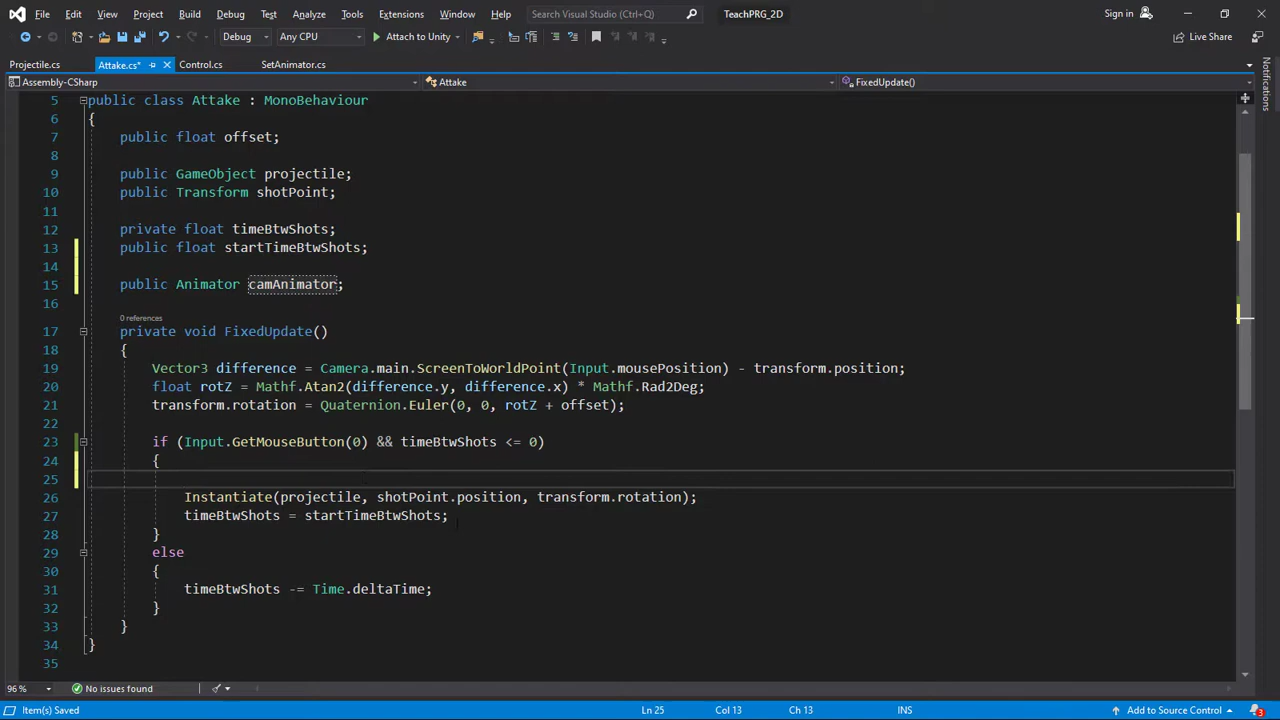 File Edit View Project Build Debug Test Analyze Tools Extensions Window Help Search Visual Studio (Ctrl+Q) TeachPRG_2D Sign in
Debug Any CPU Attach to Unity Live Share
Projectile.cs Attake.cs* Control.cs SetAnimator.cs
Assembly-CSharp Attake FixedUpdate()
5 public class Attake : MonoBehaviour
6 {
7 public float offset;
8
9 public GameObject projectile;
10 public Transform shotPoint;
11
12 private float timeBtwShots;
13 public float startTimeBtwShots;
14
15 public Animator camAnimator;
16
0 references
17 private void FixedUpdate()
18 {
19 Vector3 difference = Camera.main.ScreenToWorldPoint(Input.mousePosition) - transform.position;
20 float rotZ = Mathf.Atan2(difference.y, difference.x) * Mathf.Rad2Deg;
21 transform.rotation = Quaternion.Euler(0, 0, rotZ + offset);
22
23 if (Input.GetMouseButton(0) && timeBtwShots <= 0)
24 {
25
26 Instantiate(projectile, shotPoint.position, transform.rotation);
27 timeBtwShots = startTimeBtwShots;
28 }
29 else
30 {
31 timeBtwShots -= Time.deltaTime;
32 }
33 }
34 }
35
Notifications
96 % No issues found
Item(s) Saved Ln 25 Col 13 Ch 13 INS Add to Source Control 3